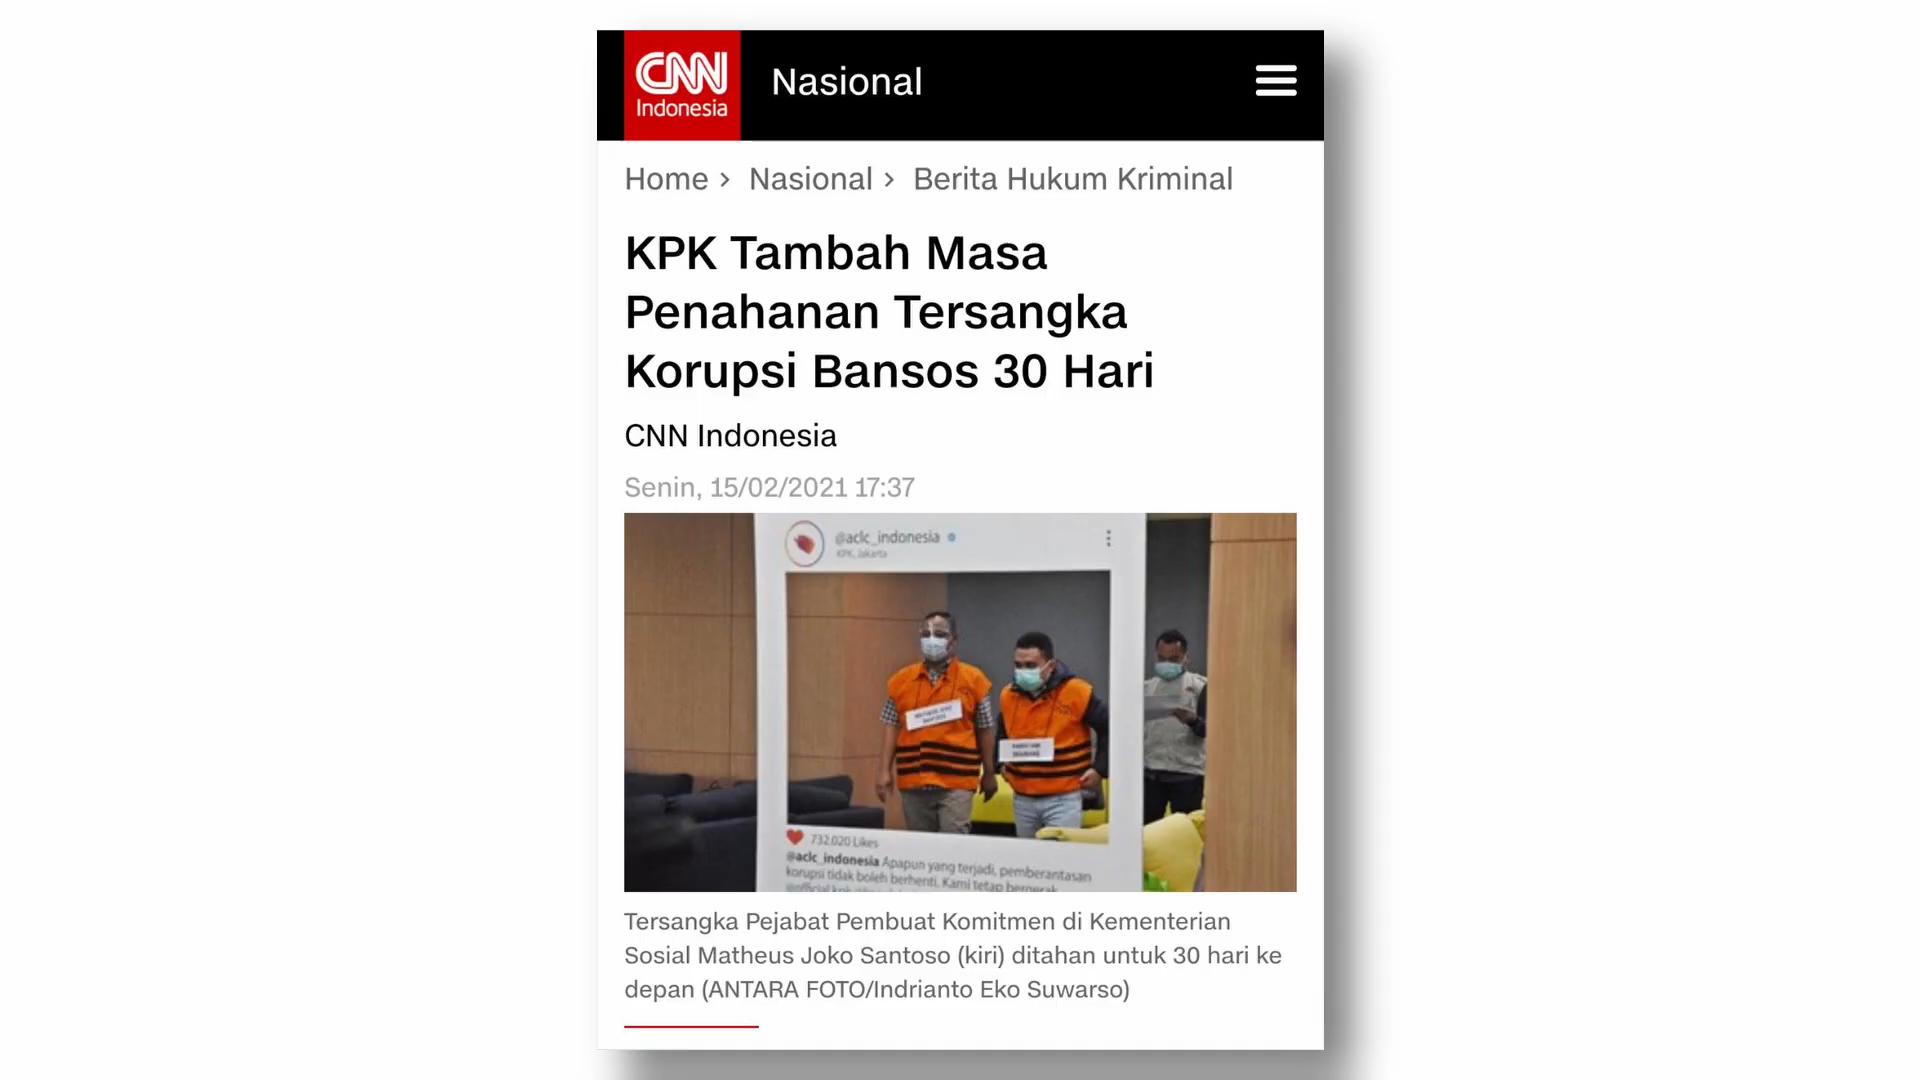 CNN
Indonesia
Nasional
Home > Nasional > Berita Hukum Kriminal
KPK Tambah Masa
Penahanan Tersangka
Korupsi Bansos 30 Hari
CNN Indonesia
Senin, 15/02/2021 17:37
@aclc_indonesia
KPK, Jakarta
732.020 Likes
@aclc_indonesia Apapun yang terjadi, pemberantasan
korupsi tidak boleh berhenti. Kami tetap bergerak
Tersangka Pejabat Pembuat Komitmen di Kementerian
Sosial Matheus Joko Santoso (kiri) ditahan untuk 30 hari ke
depan (ANTARA FOTO/Indrianto Eko Suwarso)